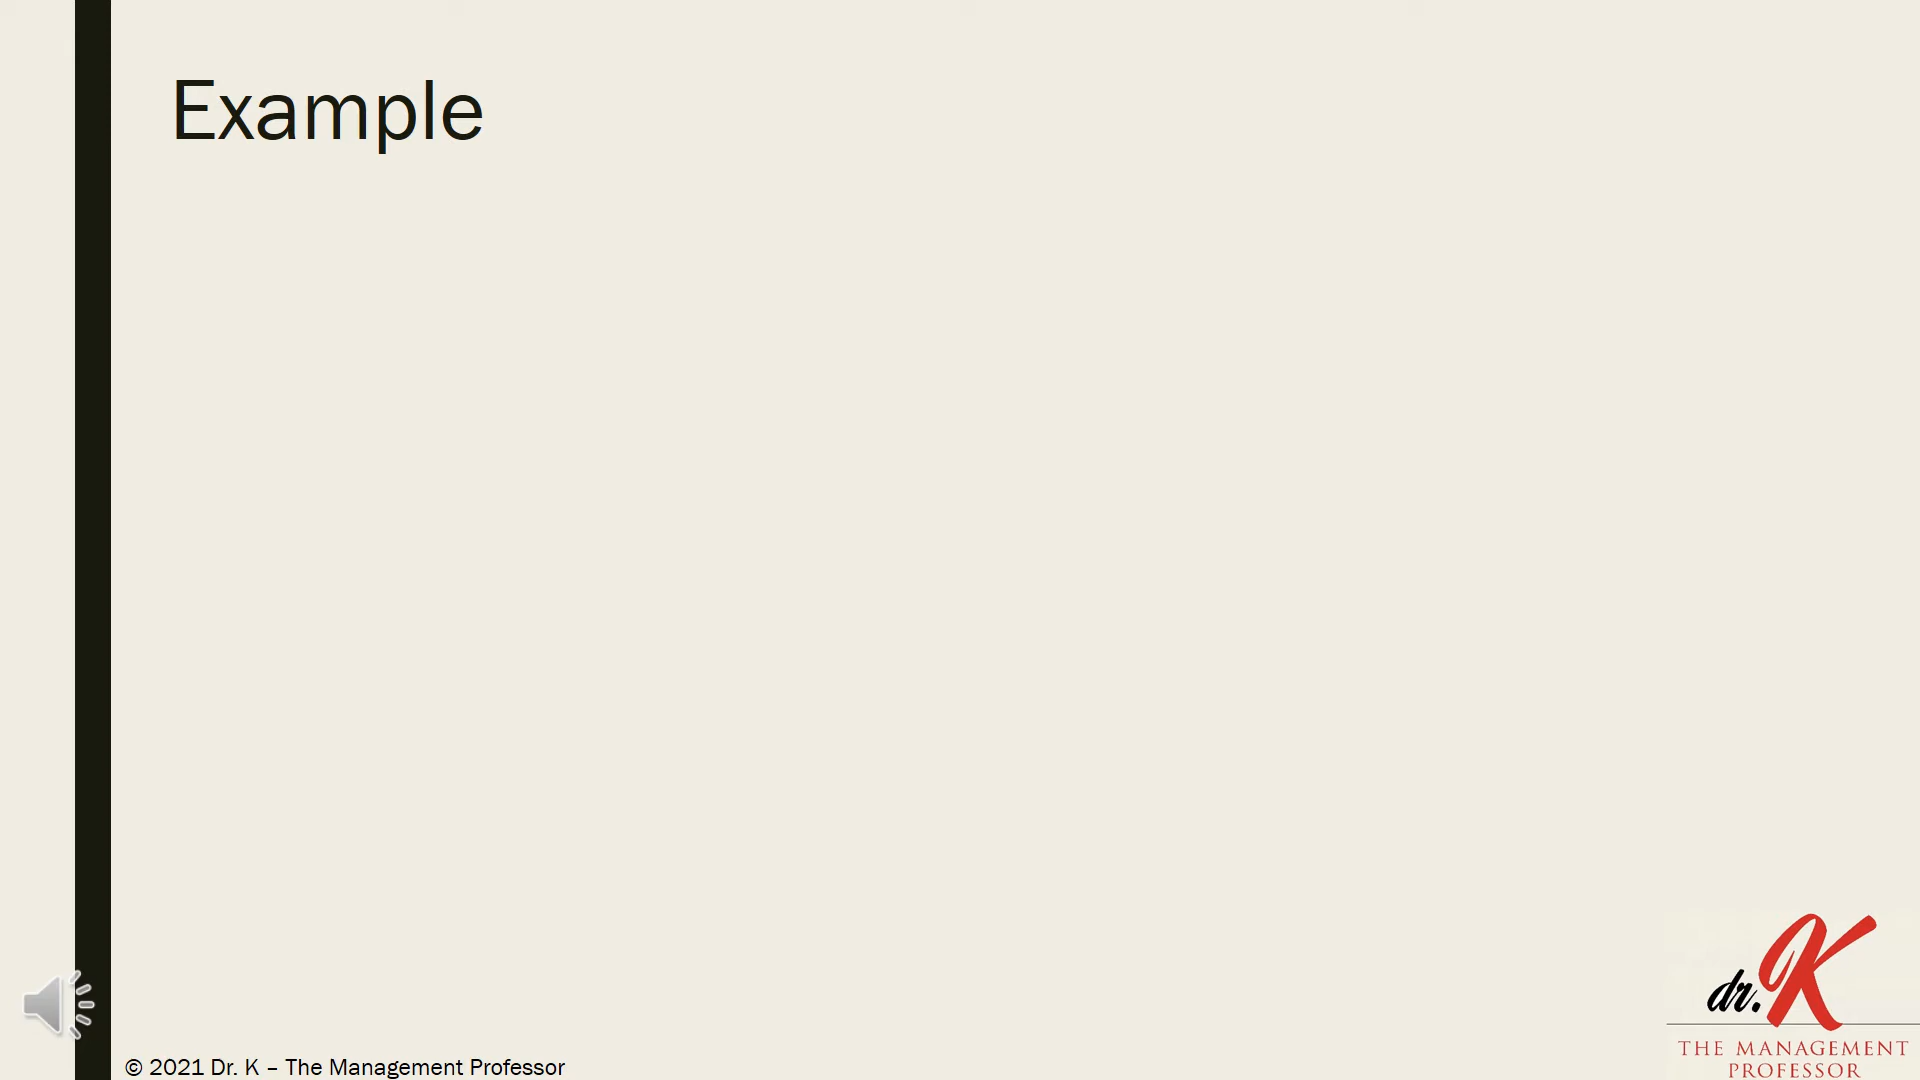 Example
dr. K
THE MANAGEMENT
PROFESSOR
© 2021 Dr. K – The Management Professor